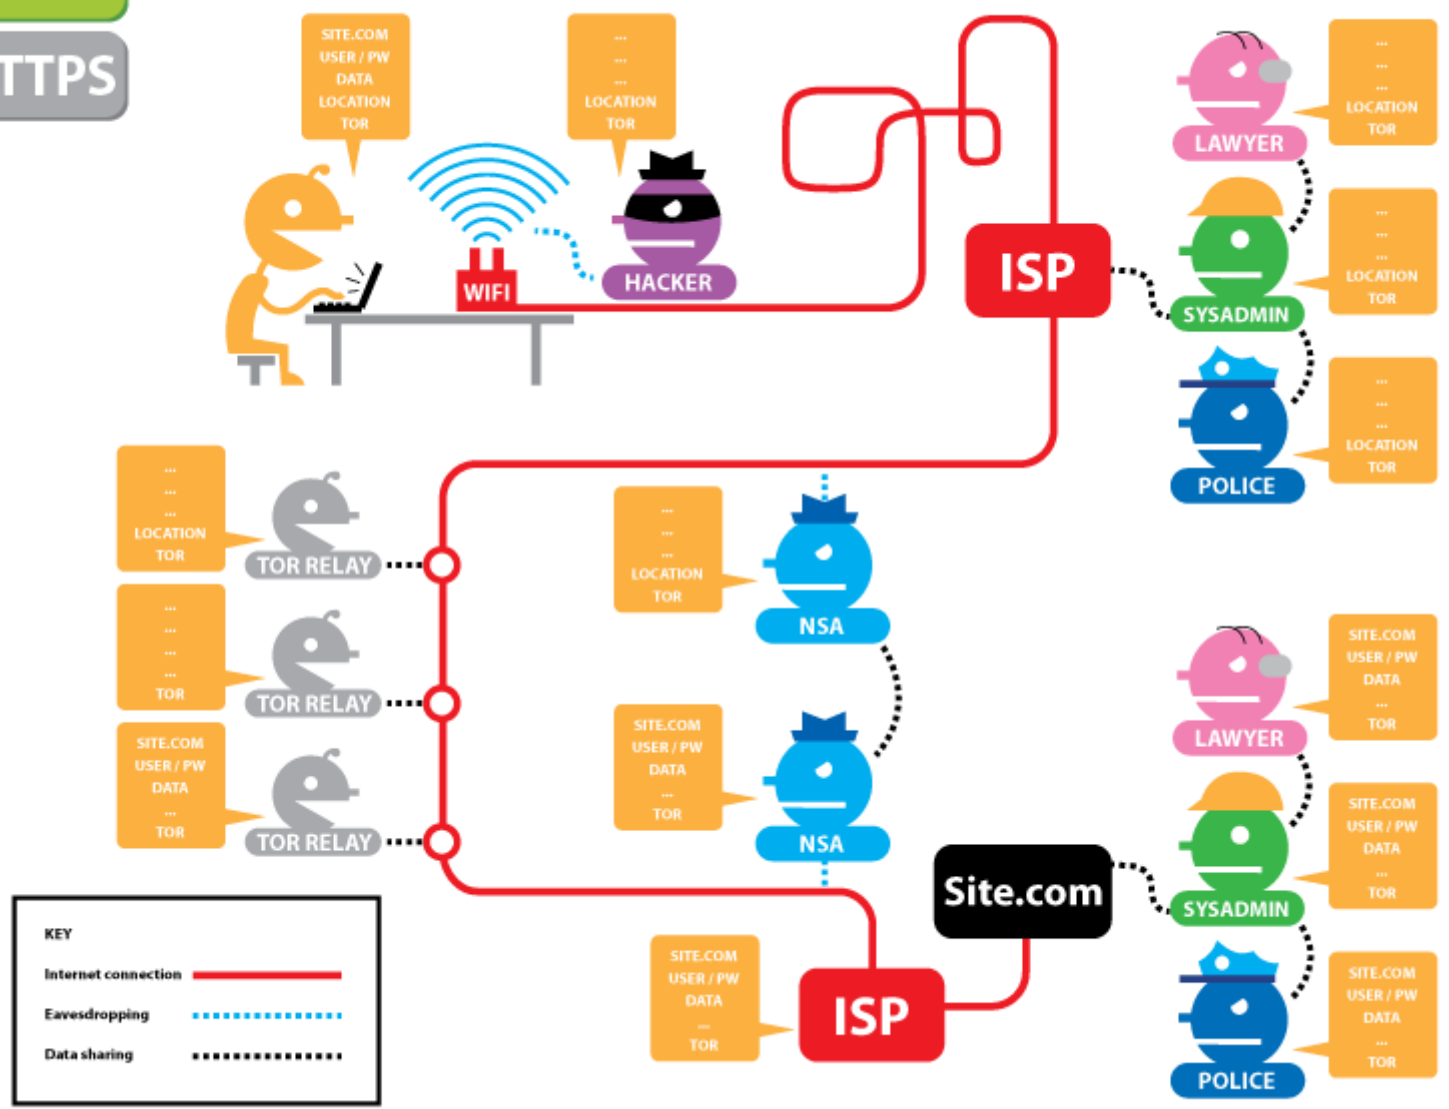 TTPS
SITE.COM
USER / PW
DATA
LOCATION
TOR
...
...
...
LOCATION
TOR
WIFI
HACKER
ISP
...
...
...
LOCATION
TOR
LAWYER
...
...
...
LOCATION
TOR
SYSADMIN
...
...
...
LOCATION
TOR
POLICE
...
...
...
LOCATION
TOR
TOR RELAY
...
...
...
...
TOR
TOR RELAY
SITE.COM
USER / PW
DATA
...
TOR
TOR RELAY
...
...
...
LOCATION
TOR
NSA
SITE.COM
USER / PW
DATA
...
TOR
NSA
SITE.COM
USER / PW
DATA
...
TOR
ISP
Site.com
SITE.COM
USER / PW
DATA
...
TOR
LAWYER
SITE.COM
USER / PW
DATA
...
TOR
SYSADMIN
SITE.COM
USER / PW
DATA
...
TOR
POLICE
KEY
Internet connection
Eavesdropping
Data sharing